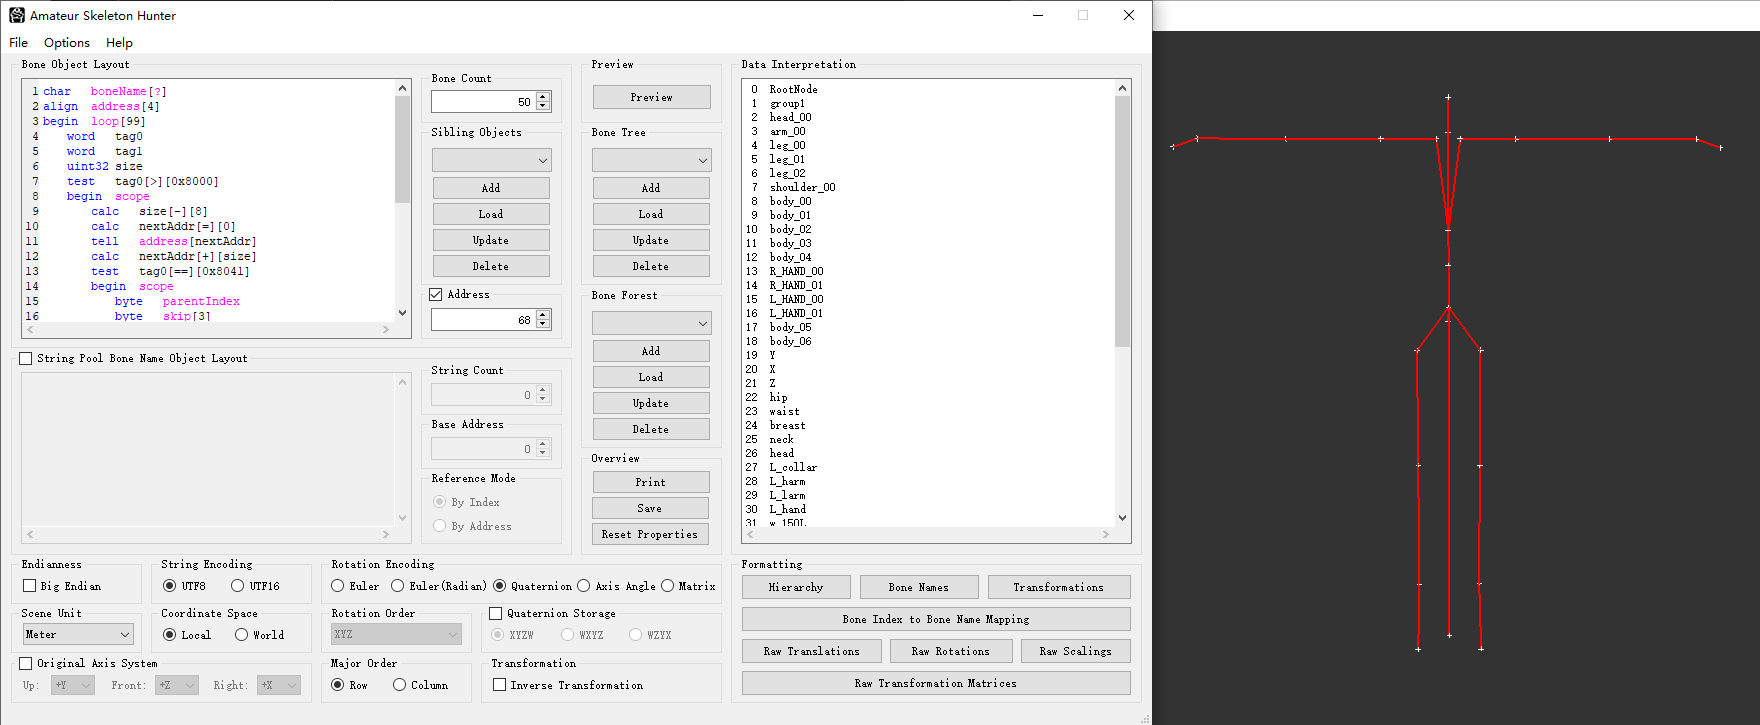 Amateur Skeleton Hunter
File Options Help
Bone Object Layout
1 char boneName[?]
2 align address[4]
3 begin loop[99]
4 word tag0
5 word tag1
6 uint32 size
7 test tag0[>][0x8000]
8 begin scope
9 calc size[-][8]
10 calc nextAddr[=][0]
11 tell address[nextAddr]
12 calc nextAddr[+][size]
13 test tag0[==][0x8041]
14 begin scope
15 byte parentIndex
16 byte skip[3]
Bone Count
50
Sibling Objects
Add
Load
Update
Delete
Address
68
String Pool Bone Name Object Layout
String Count
0
Base Address
0
Reference Mode
By Index
By Address
Preview
Preview
Bone Tree
Add
Load
Update
Delete
Bone Forest
Add
Load
Update
Delete
Overview
Print
Save
Reset Properties
Data Interpretation
0 RootNode
1 group1
2 head_00
3 arm_00
4 leg_00
5 leg_01
6 leg_02
7 shoulder_00
8 body_00
9 body_01
10 body_02
11 body_03
12 body_04
13 R_HAND_00
14 R_HAND_01
15 L_HAND_00
16 L_HAND_01
17 body_05
18 body_06
19 Y
20 X
21 Z
22 hip
23 waist
24 breast
25 neck
26 head
27 L_collar
28 L_harm
29 L_larm
30 L_hand
31 w_150L
Endianness
Big Endian
String Encoding
UTF8 UTF16
Rotation Encoding
Euler Euler(Radian) Quaternion Axis Angle Matrix
Scene Unit
Meter
Coordinate Space
Local World
Rotation Order
XYZ
Quaternion Storage
XYZW WXYZ WZYX
Original Axis System
Up: +Y Front: +Z Right: +X
Major Order
Row Column
Transformation
Inverse Transformation
Formatting
Hierarchy Bone Names Transformations
Bone Index to Bone Name Mapping
Raw Translations Raw Rotations Raw Scalings
Raw Transformation Matrices